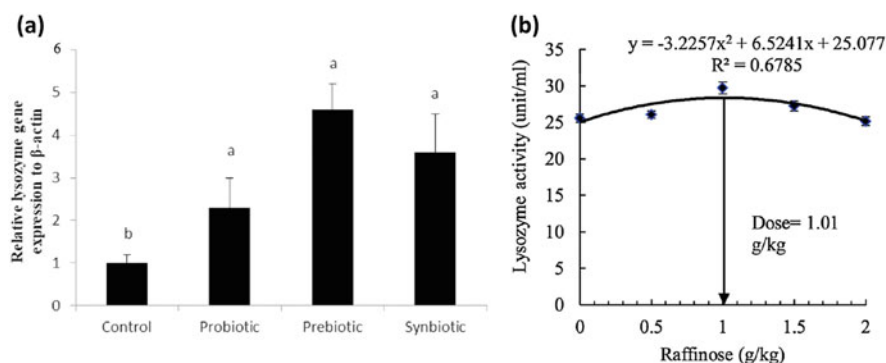 (a)
Relative lysozyme gene
expression to β-actin
6
5
4
3
2
1
0
b
a
a
a
Control Probiotic Prebiotic Synbiotic
(b)
y = -3.2257x² + 6.5241x + 25.077
R² = 0.6785
Lysozyme activity (unit/ml)
35
30
25
20
15
10
5
0
Dose= 1.01
g/kg
0 0.5 1 1.5 2
Raffinose (g/kg)